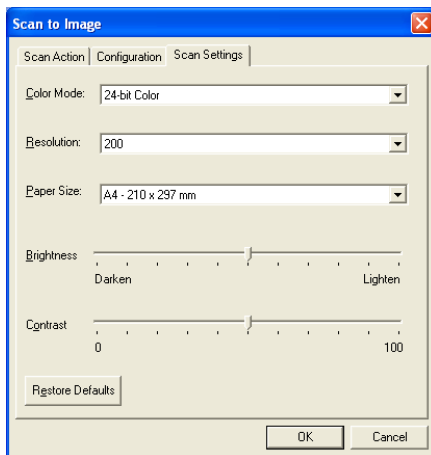 Scan to Image
Scan Action Configuration Scan Settings
Color Mode: 24-bit Color
Resolution: 200
Paper Size: A4 - 210 x 297 mm
Brightness
Darken Lighten
Contrast
0 100
Restore Defaults
OK Cancel